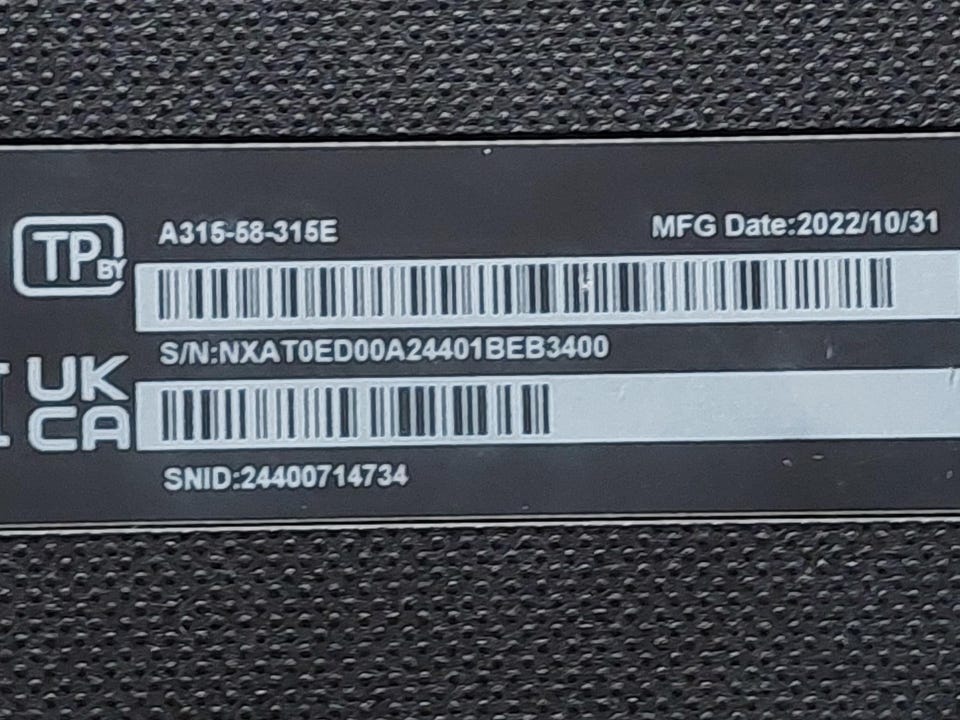 A315-58-315E
MFG Date:2022/10/31
TP BY
S/N:NXAT0ED00A24401BEB3400
UK
CA
SNID:24400714734